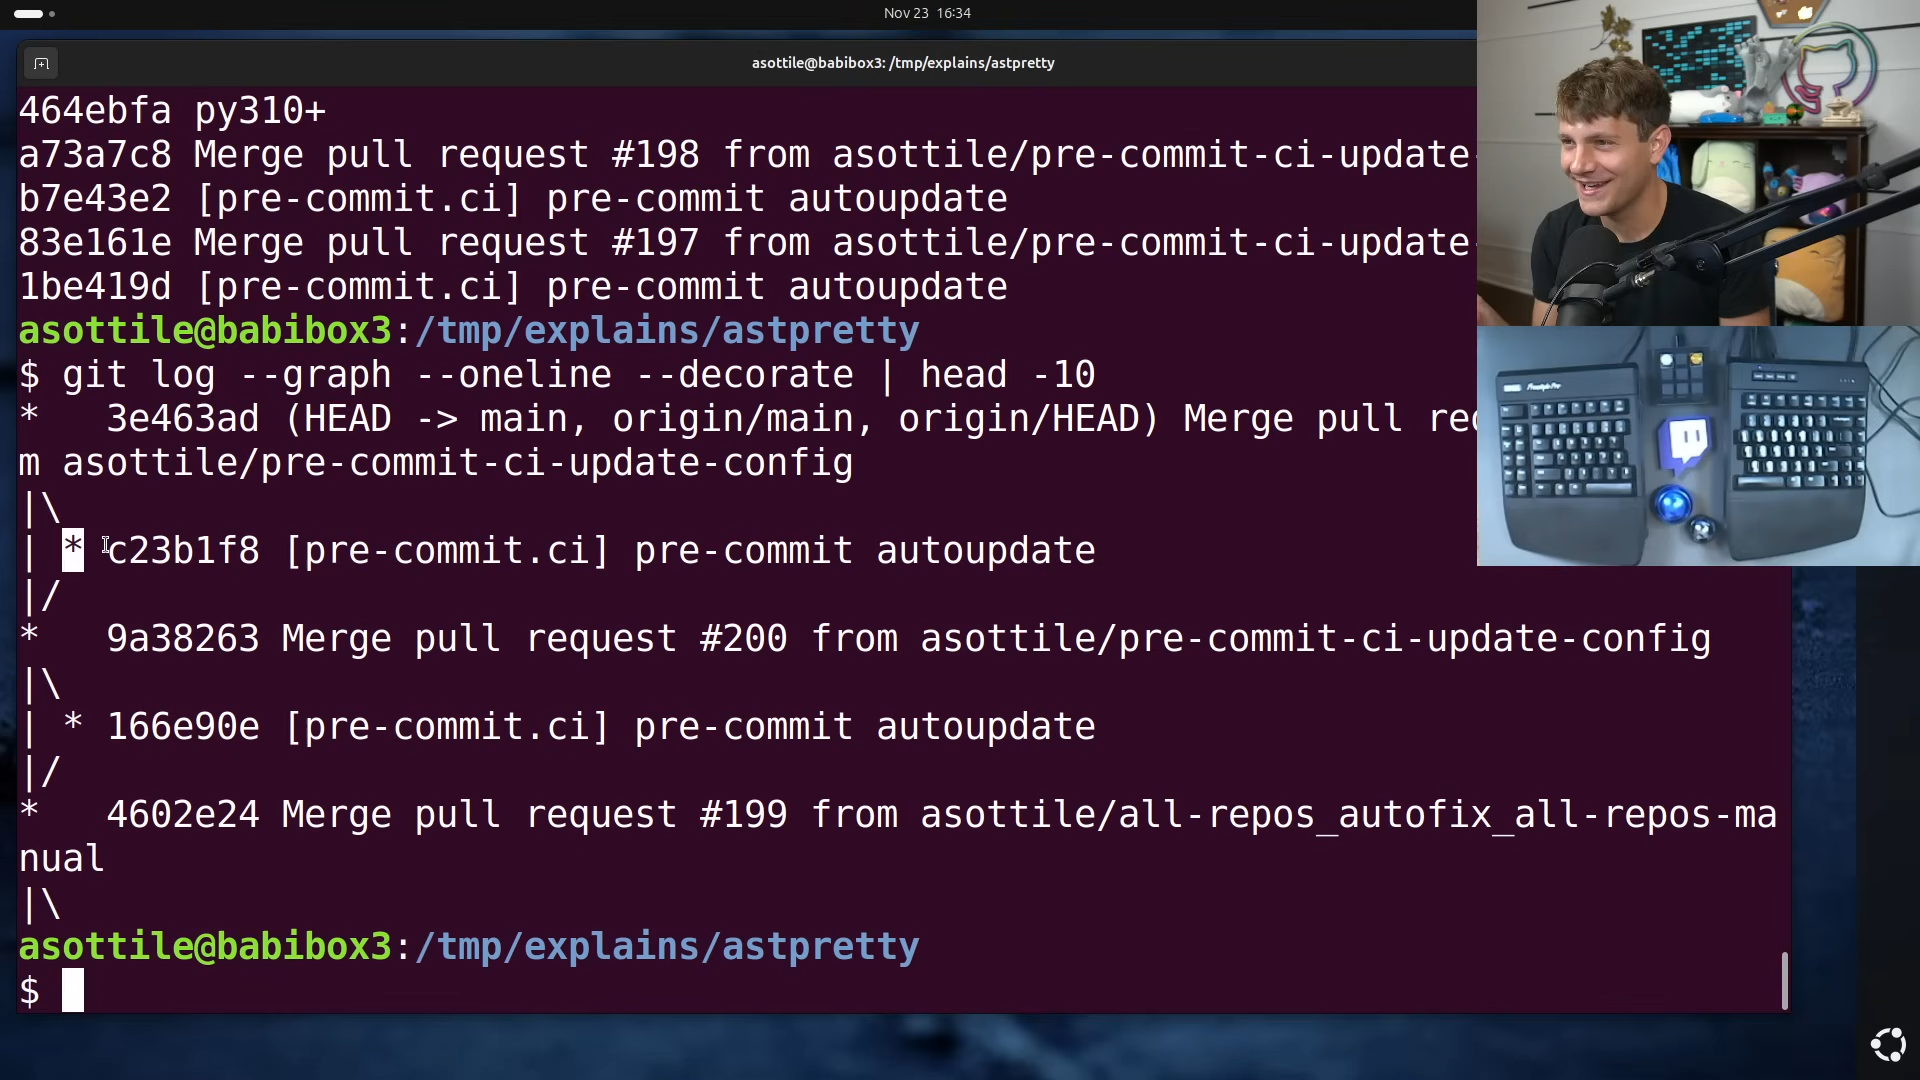 Nov 23 16:34
asottile@babibox3: /tmp/explains/astpretty
464ebfa py310+
a73a7c8 Merge pull request #198 from asottile/pre-commit-ci-update-
b7e43e2 [pre-commit.ci] pre-commit autoupdate
83e161e Merge pull request #197 from asottile/pre-commit-ci-update-
1be419d [pre-commit.ci] pre-commit autoupdate
asottile@babibox3:/tmp/explains/astpretty
$ git log --graph --oneline --decorate | head -10
*   3e463ad (HEAD -> main, origin/main, origin/HEAD) Merge pull req
m asottile/pre-commit-ci-update-config
|\
| * c23b1f8 [pre-commit.ci] pre-commit autoupdate
|/
*   9a38263 Merge pull request #200 from asottile/pre-commit-ci-update-config
|\
| * 166e90e [pre-commit.ci] pre-commit autoupdate
|/
*   4602e24 Merge pull request #199 from asottile/all-repos_autofix_all-repos-ma
nual
|\
asottile@babibox3:/tmp/explains/astpretty
$
Freestyle Pro